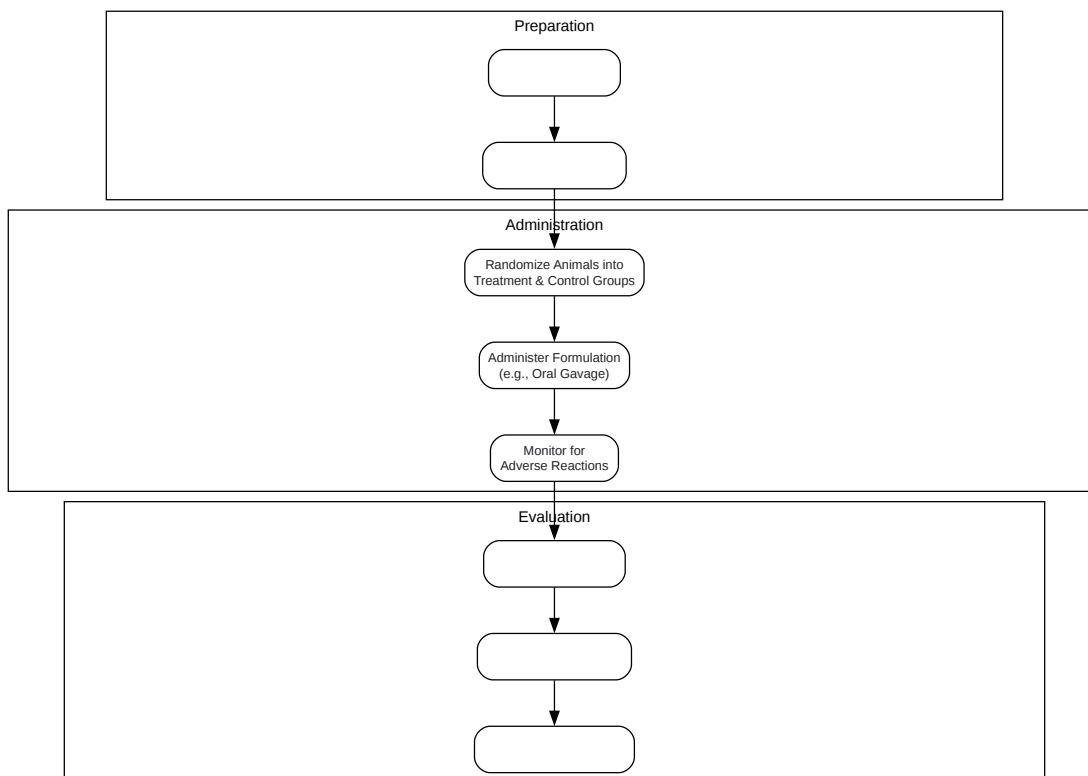 Preparation
Administration
Randomize Animals into
Treatment & Control Groups
Administer Formulation
(e.g., Oral Gavage)
Monitor for
Adverse Reactions
Evaluation